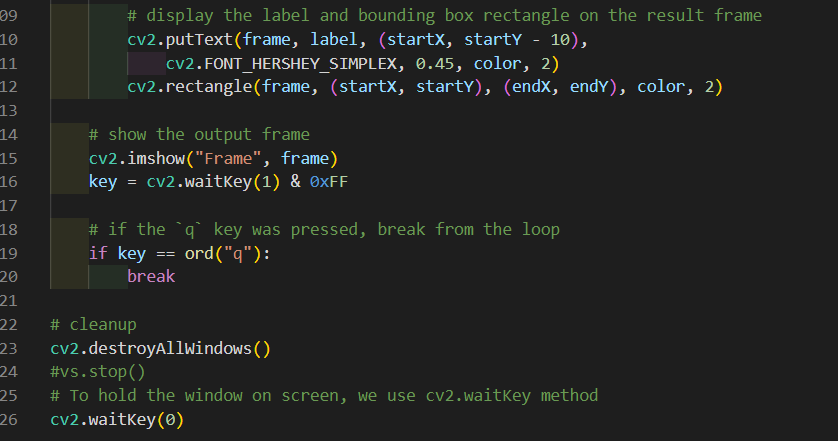 09 # display the label and bounding box rectangle on the result frame
10 cv2.putText(frame, label, (startX, startY - 10),
11 cv2.FONT_HERSHEY_SIMPLEX, 0.45, color, 2)
12 cv2.rectangle(frame, (startX, startY), (endX, endY), color, 2)
13
14 # show the output frame
15 cv2.imshow("Frame", frame)
16 key = cv2.waitKey(1) & 0xFF
17
18 # if the `q` key was pressed, break from the loop
19 if key == ord("q"):
20 break
21
22 # cleanup
23 cv2.destroyAllWindows()
24 #vs.stop()
25 # To hold the window on screen, we use cv2.waitKey method
26 cv2.waitKey(0)